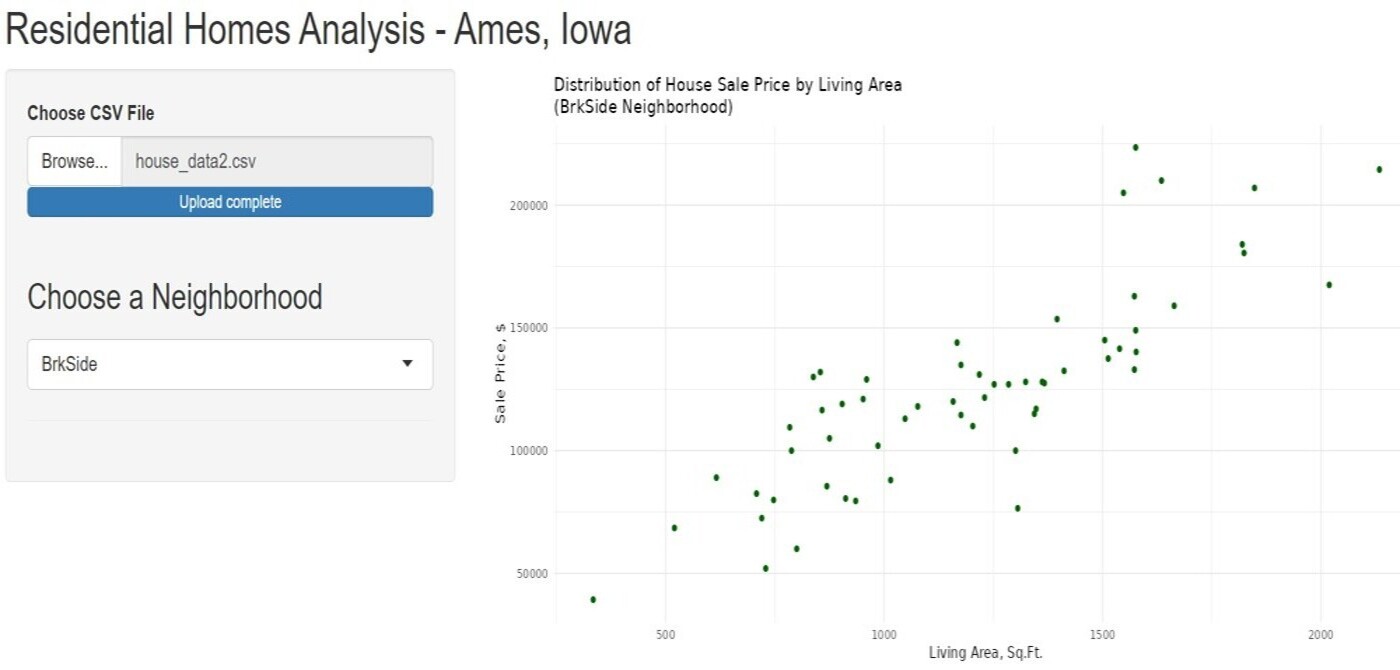 Residential Homes Analysis - Ames, Iowa
Choose CSV File
Browse...
house_data2.csv
Upload complete
Choose a Neighborhood
BrkSide
Distribution of House Sale Price by Living Area
(BrkSide Neighborhood)
Sale Price, $
200000
150000
100000
50000
500
1000
1500
2000
Living Area, Sq.Ft.